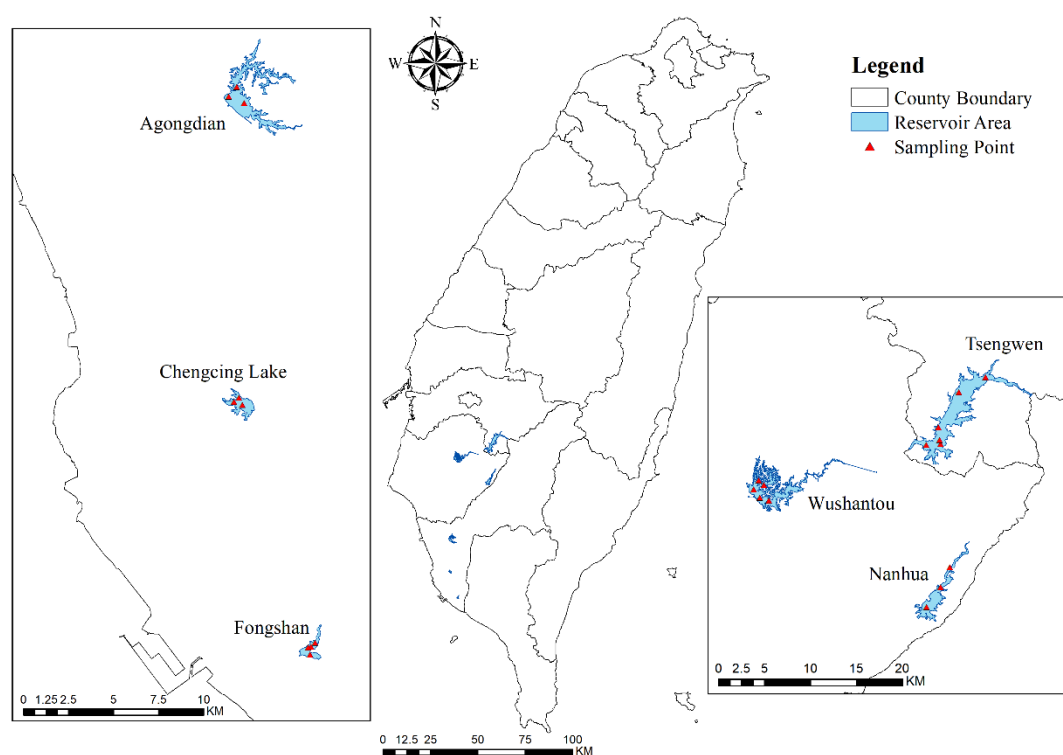 N
W
E
S
Legend
County Boundary
Reservoir Area
Sampling Point
Agongdian
Chengcing Lake
Fongshan
0 1.25 2.5 5 7.5 10
KM
Tsengwen
Wushantou
Nanhua
0 2.5 5 10 15 20
KM
0 12.5 25 50 75 100
KM